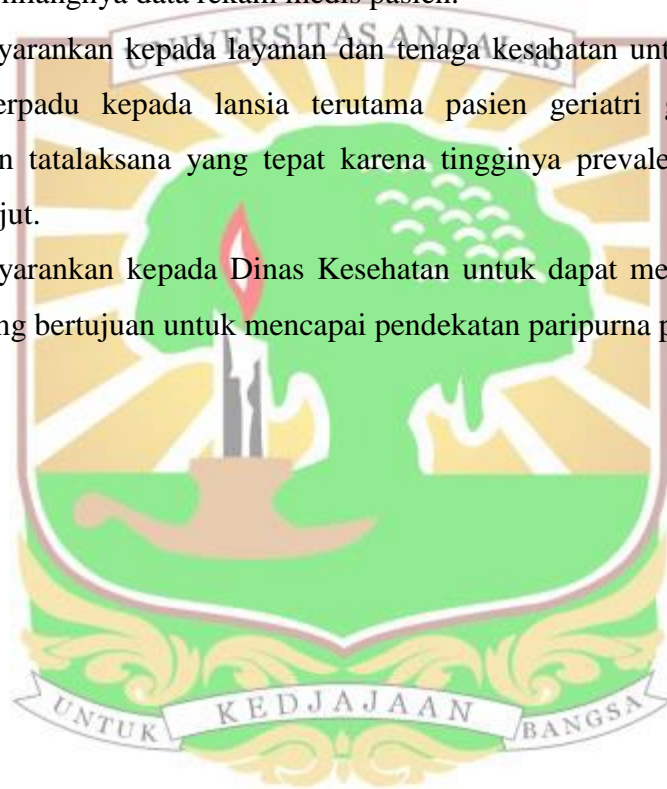 hilangnya data rekam medis pasien.
UNIVERSITAS ANDALAS
yarankan kepada layanan dan tenaga kesahatan unt
erpadu kepada lansia terutama pasien geriatri g
n tatalaksana yang tepat karena tingginya prevale
jut.
yarankan kepada Dinas Kesehatan untuk dapat me
ng bertujuan untuk mencapai pendekatan paripurna p
UNTUK KEDJAJAAN BANGSA